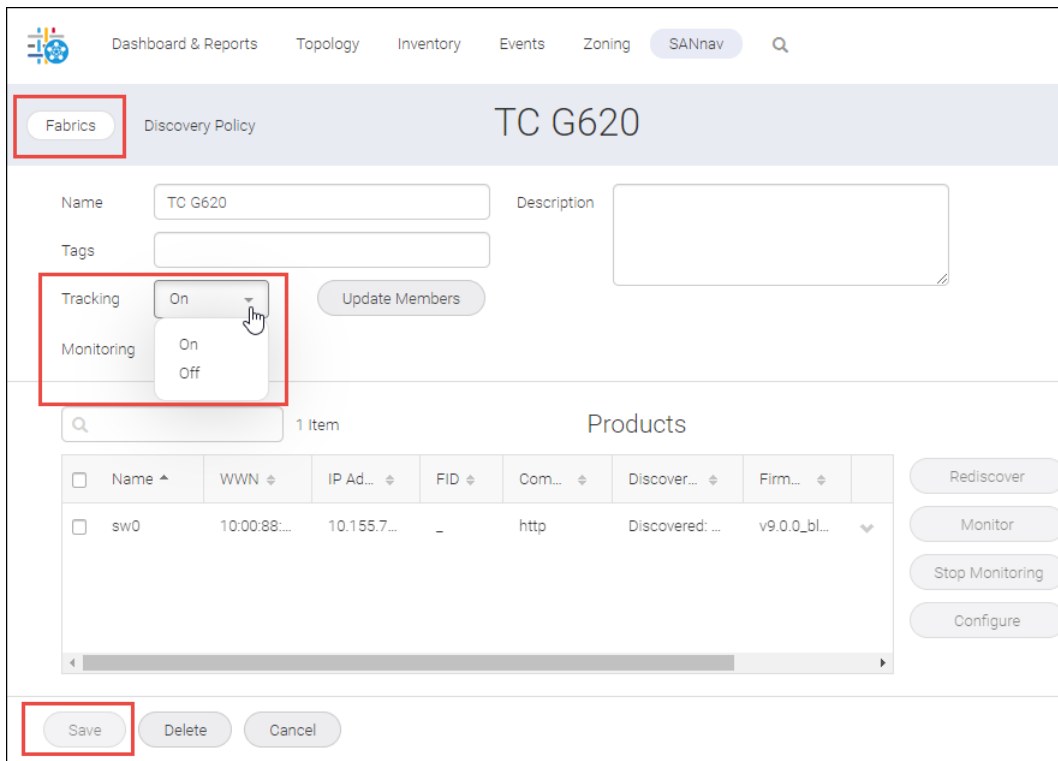 Dashboard & Reports Topology Inventory Events Zoning SANnav
Fabrics Discovery Policy TC G620
Name TC G620 Description
Tags
Tracking On Update Members
Monitoring On
Off
1 Item Products
Name WWN IP Ad... FID Com... Discover... Firm...
Rediscover
sw0 10:00:88:... 10.155.7... _ http Discovered: ... v9.0.0_bl...
Monitor
Stop Monitoring
Configure
Save Delete Cancel